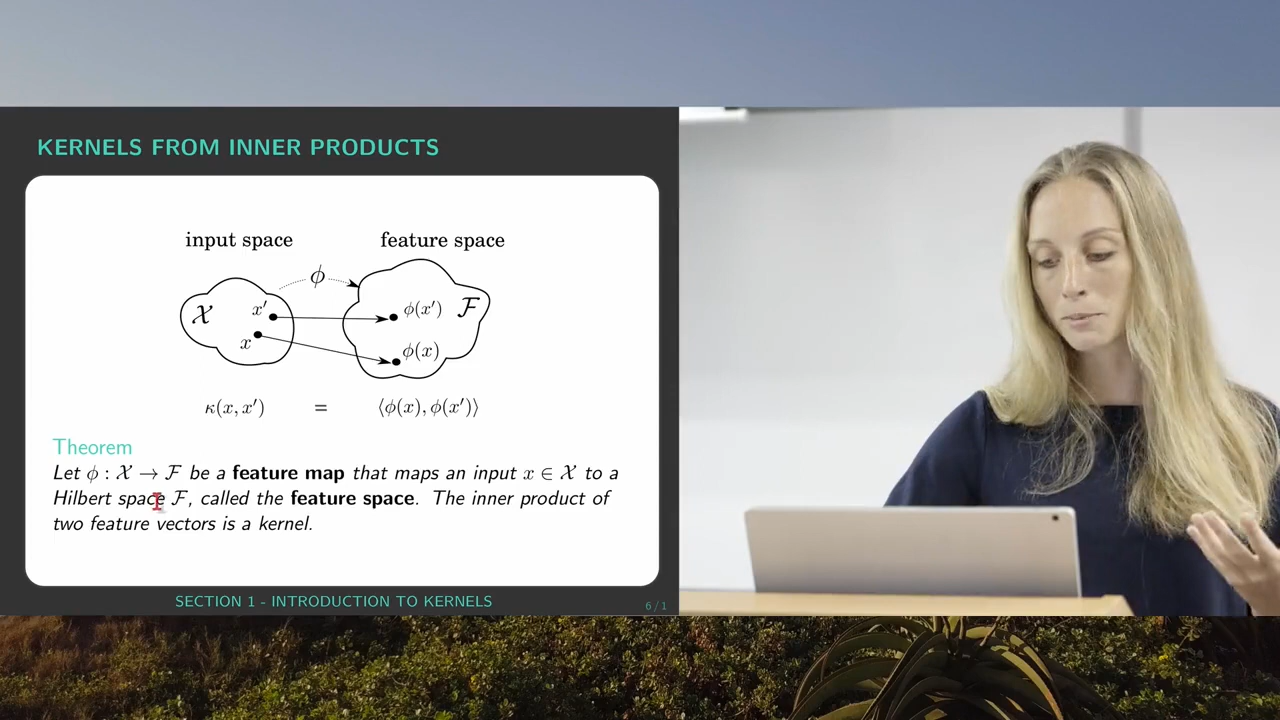 KERNELS FROM INNER PRODUCTS
input space
feature space
ϕ
𝒳
x′
x
ϕ(x′)
ℱ
ϕ(x)
κ(x, x′) = ⟨ϕ(x), ϕ(x′)⟩
Theorem
Let ϕ : 𝒳 → ℱ be a feature map that maps an input x ∈ 𝒳 to a
Hilbert space ℱ, called the feature space. The inner product of
two feature vectors is a kernel.
SECTION 1 - INTRODUCTION TO KERNELS
6 / 1